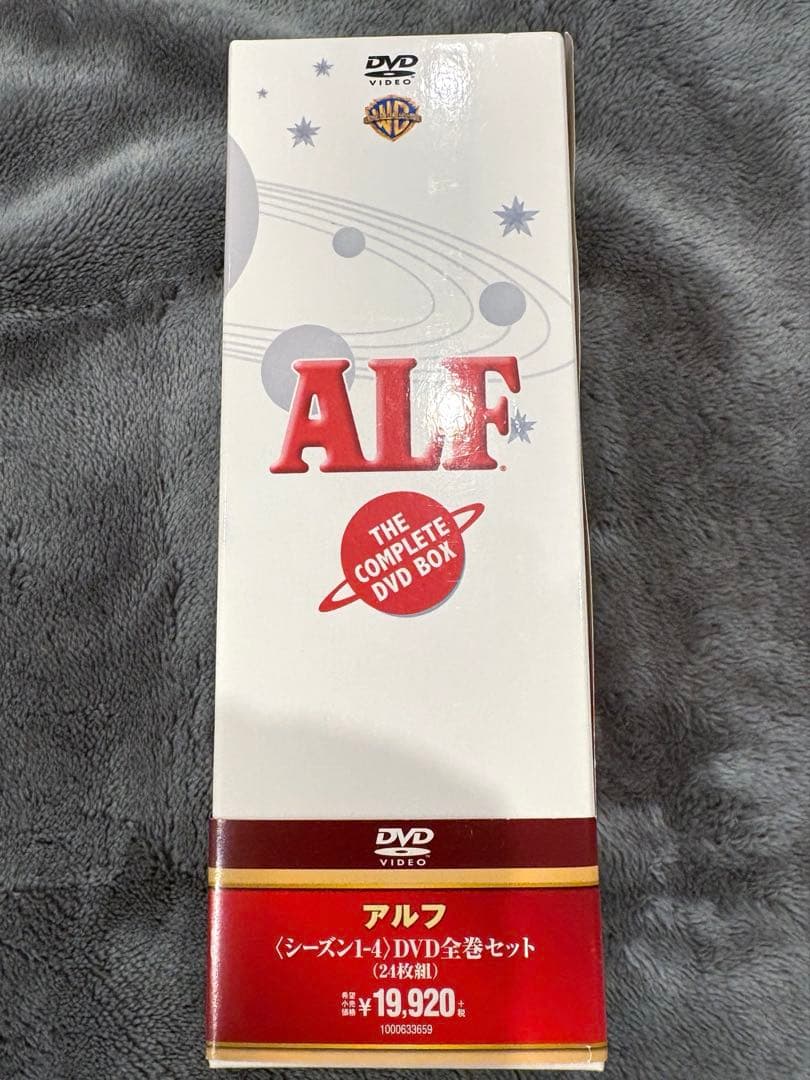 DVD
VIDEO
WB
ALF®
THE
COMPLETE
DVD BOX
DVD™
VIDEO
アルフ
〈シーズン1-4〉DVD全巻セット
(24枚組)
希望小売価格 ¥19,920+税
1000633659